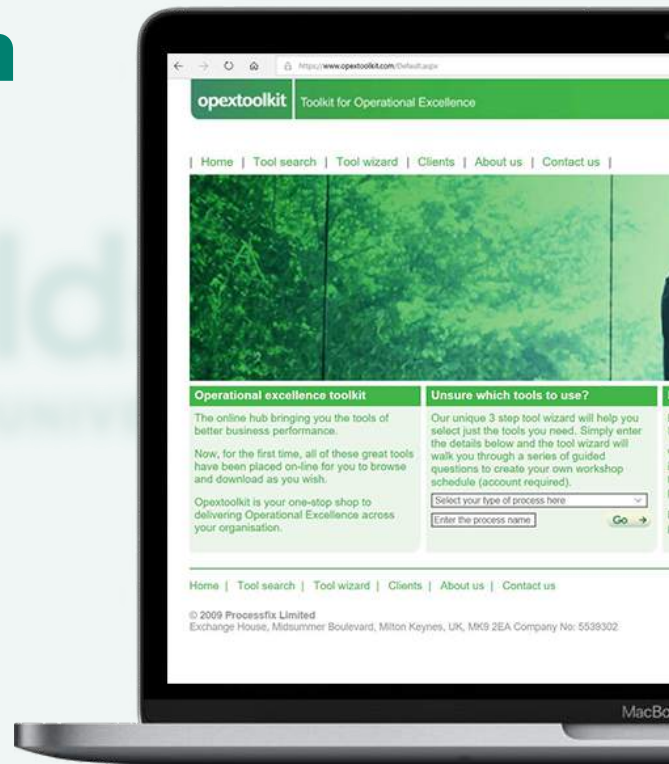 https://www.opextoolkit.com/Default.aspx
opextoolkit Toolkit for Operational Excellence
| Home | Tool search | Tool wizard | Clients | About us | Contact us |
Operational excellence toolkit
The online hub bringing you the tools of
better business performance.
Now, for the first time, all of these great tools
have been placed on-line for you to browse
and download as you wish.
Opextoolkit is your one-stop shop to
delivering Operational Excellence across
your organisation.
Unsure which tools to use?
Our unique 3 step tool wizard will help you
select just the tools you need. Simply enter
the details below and the tool wizard will
walk you through a series of guided
questions to create your own workshop
schedule (account required).
Select your type of process here
Enter the process name
Go
Home | Tool search | Tool wizard | Clients | About us | Contact us
© 2009 Processfix Limited
Exchange House, Midsummer Boulevard, Milton Keynes, UK, MK9 2EA Company No: 5539302
MacBo